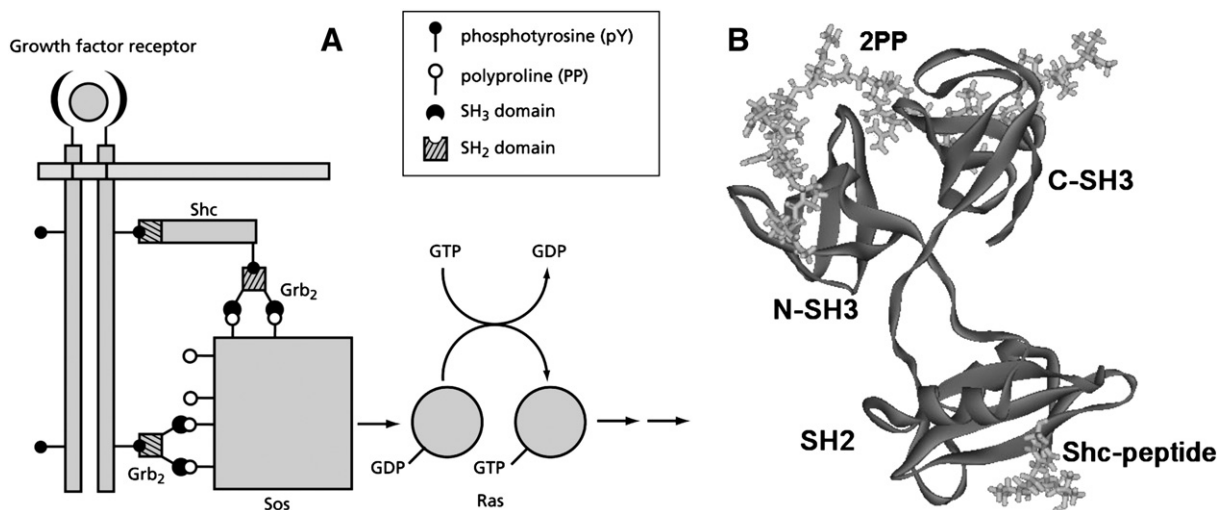 A
Growth factor receptor
phosphotyrosine (pY)
polyproline (PP)
SH₃ domain
SH₂ domain
Shc
Grb₂
GTP
GDP
Grb₂
Sos
GDP
GTP
Ras
B
2PP
C-SH3
N-SH3
SH2
Shc-peptide